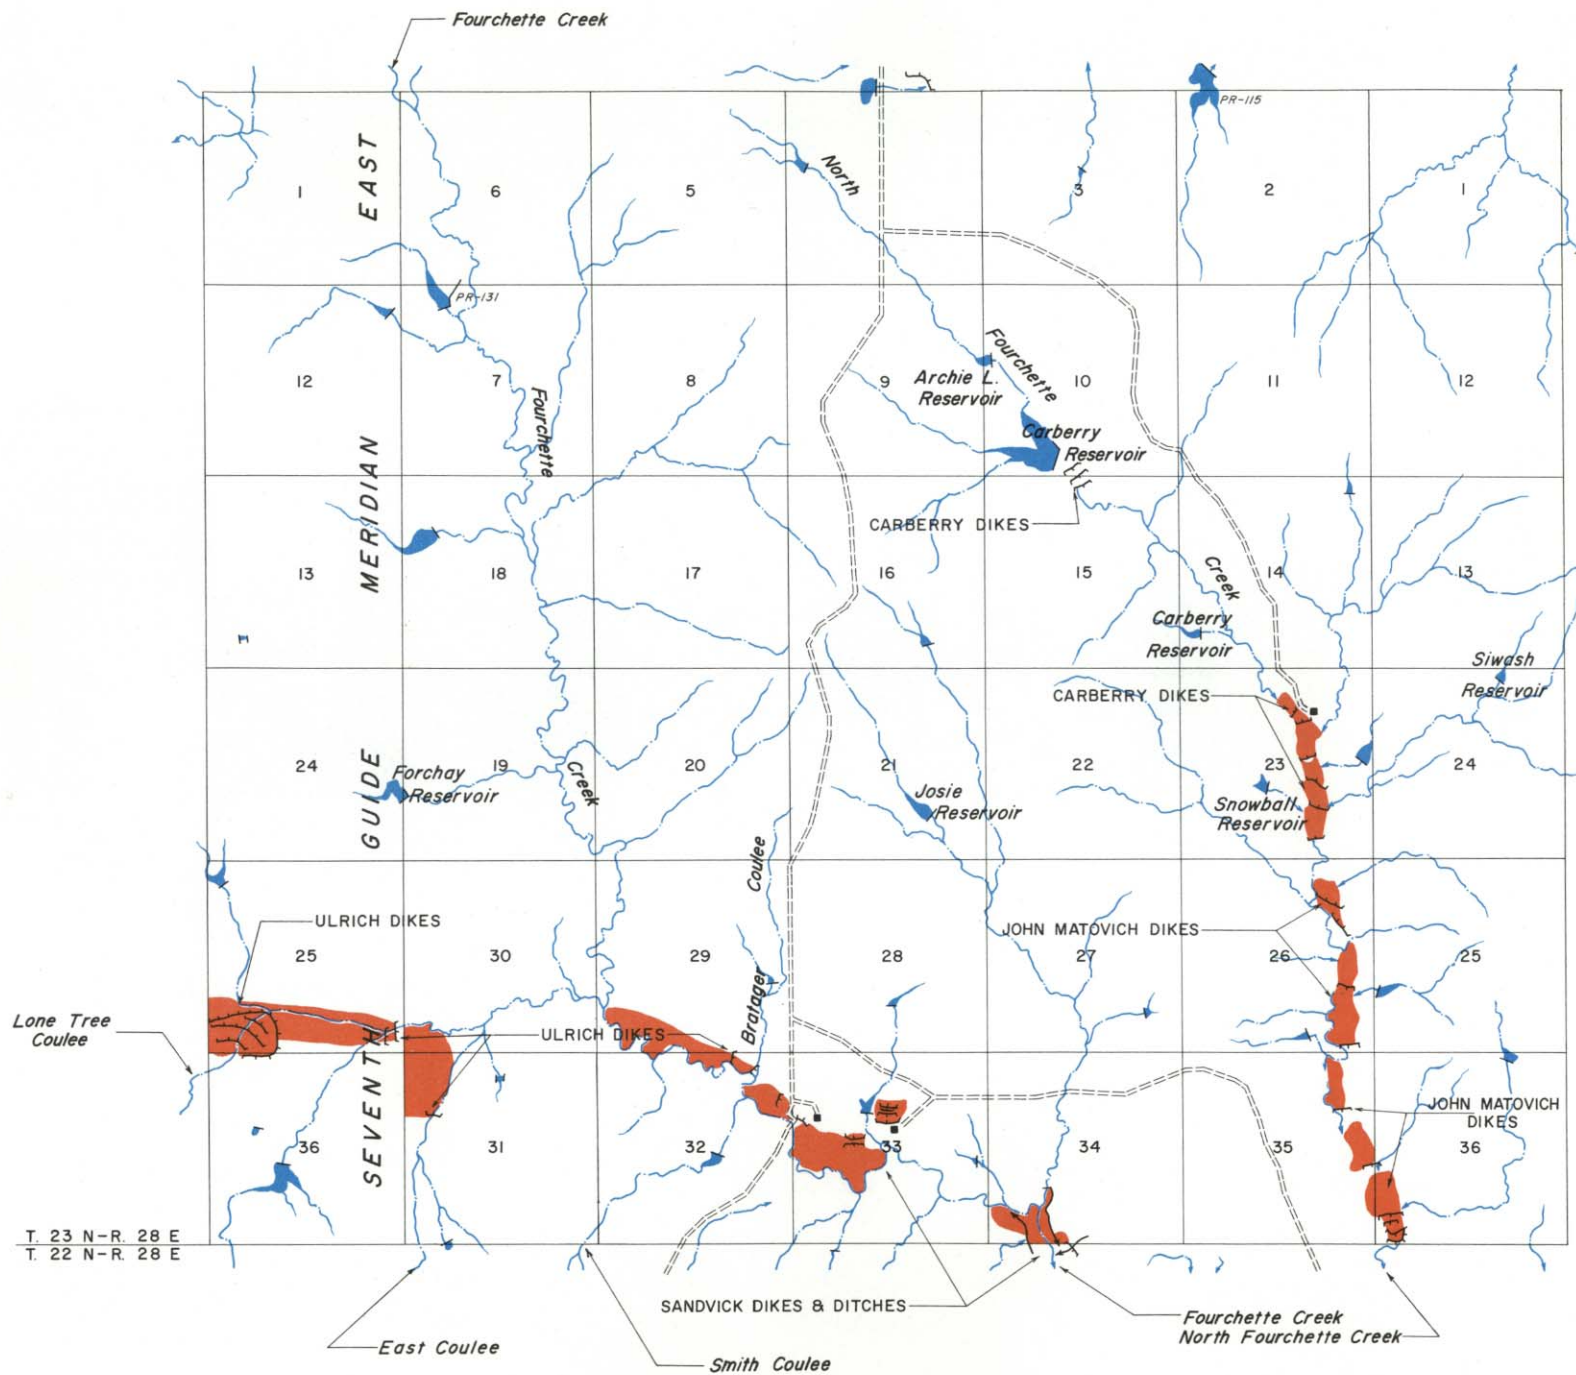 Fourchette Creek
PR-115
EAST
North
1
6
5
3
2
1
PR-131
Fourchette
Archie L.
Reservoir
12
7
8
9
10
11
12
Fourchette
Carberry
Reservoir
MERIDIAN
CARBERRY DIKES
13
18
17
16
15
Creek
14
13
Carberry
Reservoir
Siwash
Reservoir
CARBERRY DIKES
24
19
Creek
20
21
22
23
24
Forchay
Reservoir
Josie
Reservoir
Snowball
Reservoir
GUIDE
Coulee
ULRICH DIKES
JOHN MATOVICH DIKES
25
30
29
28
27
26
25
Bratager
Lone Tree
Coulee
ULRICH DIKES
SEVENTH
JOHN MATOVICH
DIKES
36
31
32
33
34
35
36
T. 23 N-R. 28 E
T. 22 N-R. 28 E
SANDVICK DIKES & DITCHES
Fourchette Creek
North Fourchette Creek
East Coulee
Smith Coulee